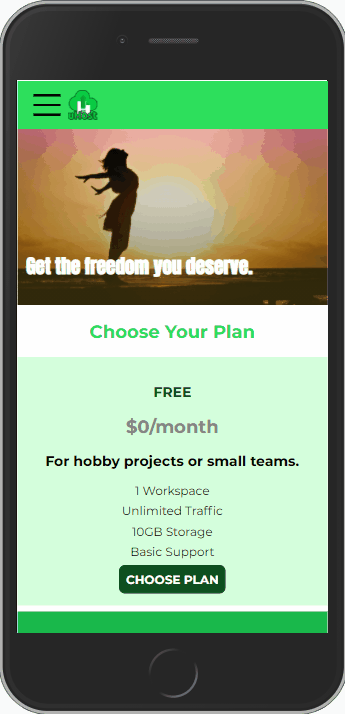 uHost
Get the freedom you deserve.
Choose Your Plan
FREE
$0/month
For hobby projects or small teams.
1 Workspace
Unlimited Traffic
10GB Storage
Basic Support
CHOOSE PLAN